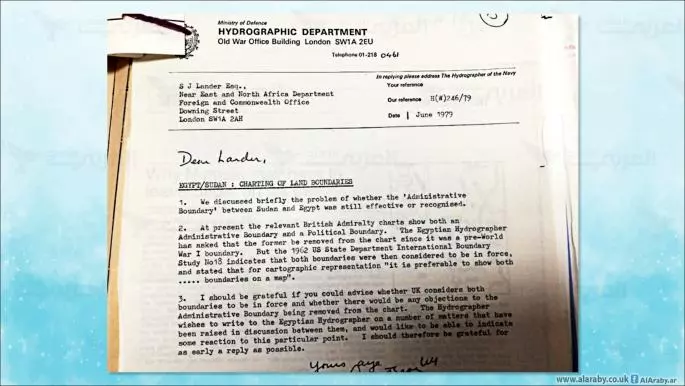 Ministry of Defence
HYDROGRAPHIC DEPARTMENT
Old War Office Building London SW1A 2EU
Telephone 01-218 0461
In replying please address The Hydrographer of the Navy
Your reference
S J Lander Esq.,
Near East and North Africa Department
Foreign and Commonwealth Office
Downing Street
London SW1A 2AH
Our reference H(W)246/79
Date 1 June 1979
Dear Lander,
EGYPT/SUDAN : CHARTING OF LAND BOUNDARIES
1. We discussed briefly the problem of whether the 'Administrative
Boundary' between Sudan and Egypt was still effective or recognised.
2. At present the relevant British Admiralty charts show both an
Administrative Boundary and a Political Boundary. The Egyptian Hydrographer
has asked that the former be removed from the chart since it was a pre-World
War I boundary. But the 1962 US State Department International Boundary
Study No18 indicates that both boundaries were then considered to be in force,
and stated that for cartographic representation "it is preferable to show both
..... boundaries on a map".
3. I should be grateful if you could advise whether UK considers both
boundaries to be in force and whether there would be any objections to the
Administrative Boundary being removed from the chart. The Hydrographer
wishes to write to the Egyptian Hydrographer on a number of matters that have
been raised in discussion between them, and would like to be able to indicate
some reaction to this particular point. I should therefore be grateful for
as early a reply as possible.
Yours
www.alaraby.co.uk AlAraby.ar